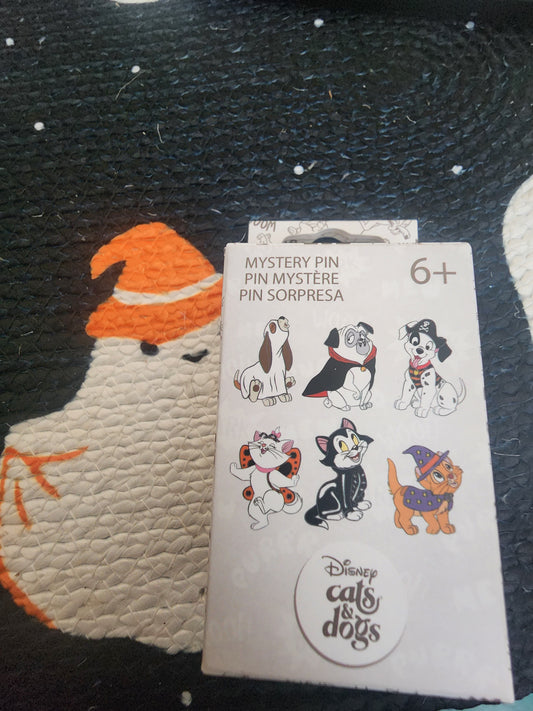 MYSTERY PIN
PIN MYSTÈRE
PIN SORPRESA
6+
Disney
cats
&
dogs